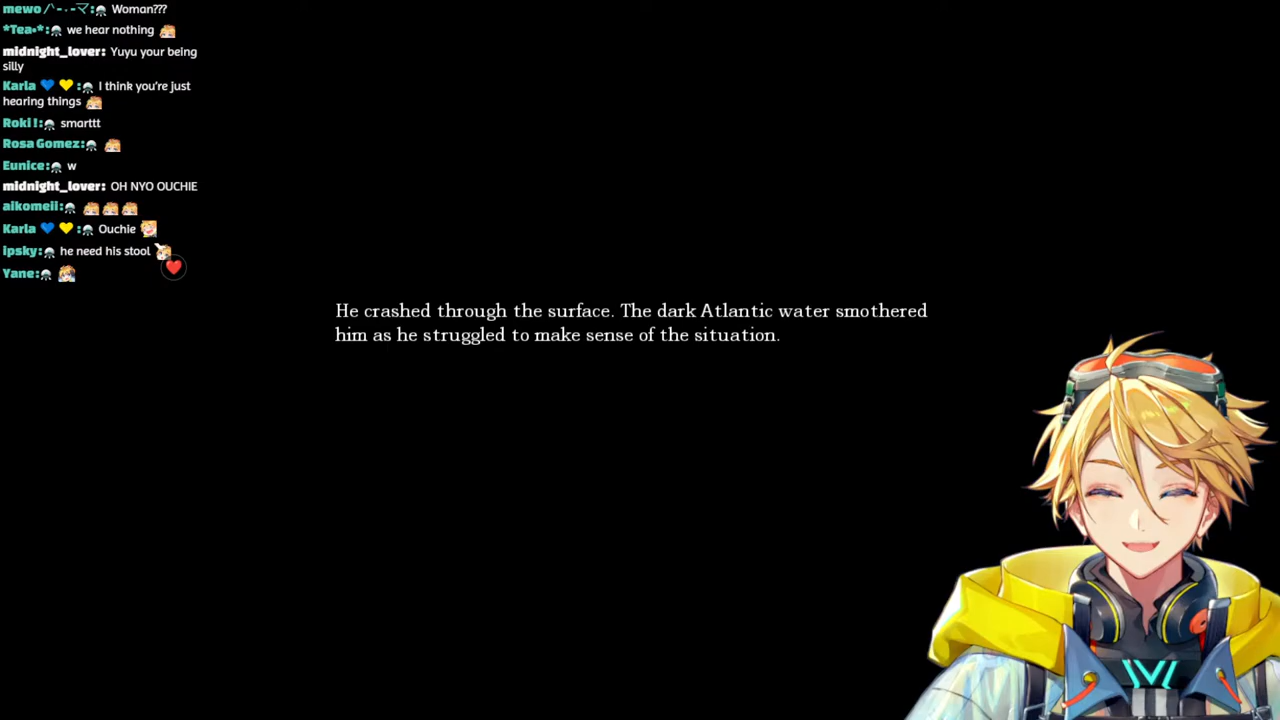 mewo ﾉ^-.-マ: Woman???
*Tea•*: we hear nothing
midnight_lover: Yuyu your being
silly
Karla 💙 💛 : I think you're just
hearing things
Roki !: smarttt
Rosa Gomez:
Eunice: w
midnight_lover: OH NYO OUCHIE
aikomeii:
Karla 💙 💛 : Ouchie
ipsky: he need his stool
Yane:
He crashed through the surface. The dark Atlantic water smothered
him as he struggled to make sense of the situation.